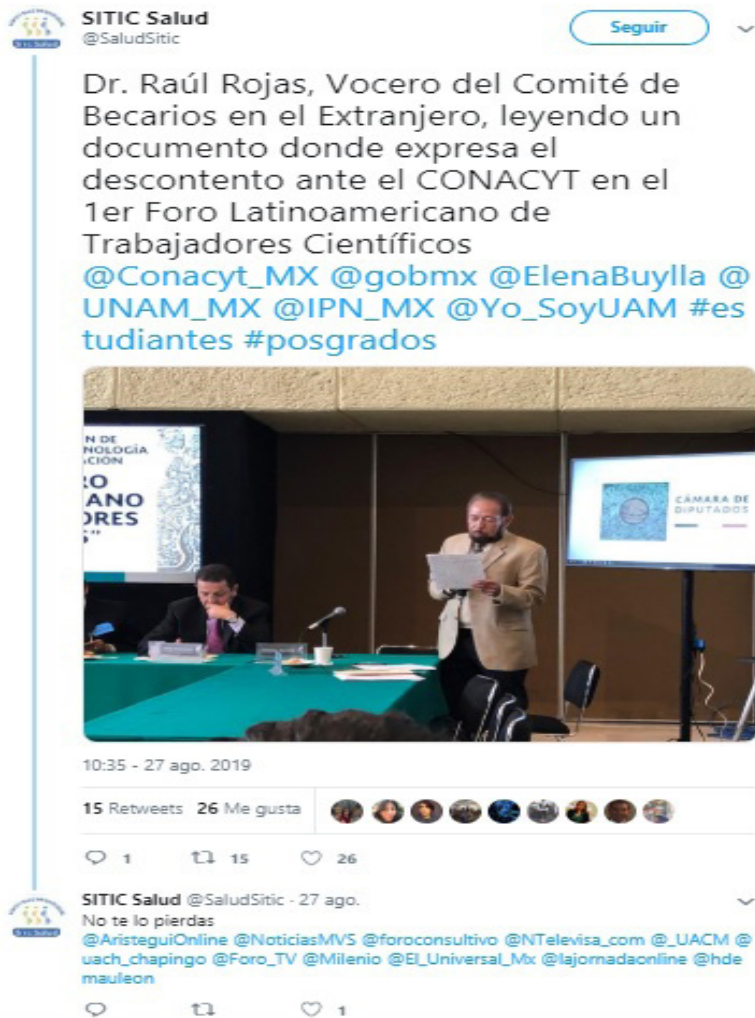 SITIC Salud
@SaludSitic
Seguir
Dr. Raúl Rojas, Vocero del Comité de
Becarios en el Extranjero, leyendo un
documento donde expresa el
descontento ante el CONACYT en el
1er Foro Latinoamericano de
Trabajadores Científicos
@Conacyt_MX @gobmx @ElenaBuylla @
UNAM_MX @IPN_MX @Yo_SoyUAM #es
tudiantes #posgrados
N DE
NOLOGÍA
ACIÓN
RO
ANO
ORES
S"
CÁMARA DE
DIPUTADOS
10:35 - 27 ago. 2019
15 Retweets 26 Me gusta
1 15 26
SITIC Salud @SaludSitic · 27 ago.
No te lo pierdas
@AristeguiOnline @NoticiasMVS @foroconsultivo @NTelevisa_com @_UACM @
uach_chapingo @Foro_TV @Milenio @El_Universal_Mx @lajornadaonline @hde
mauleon
1